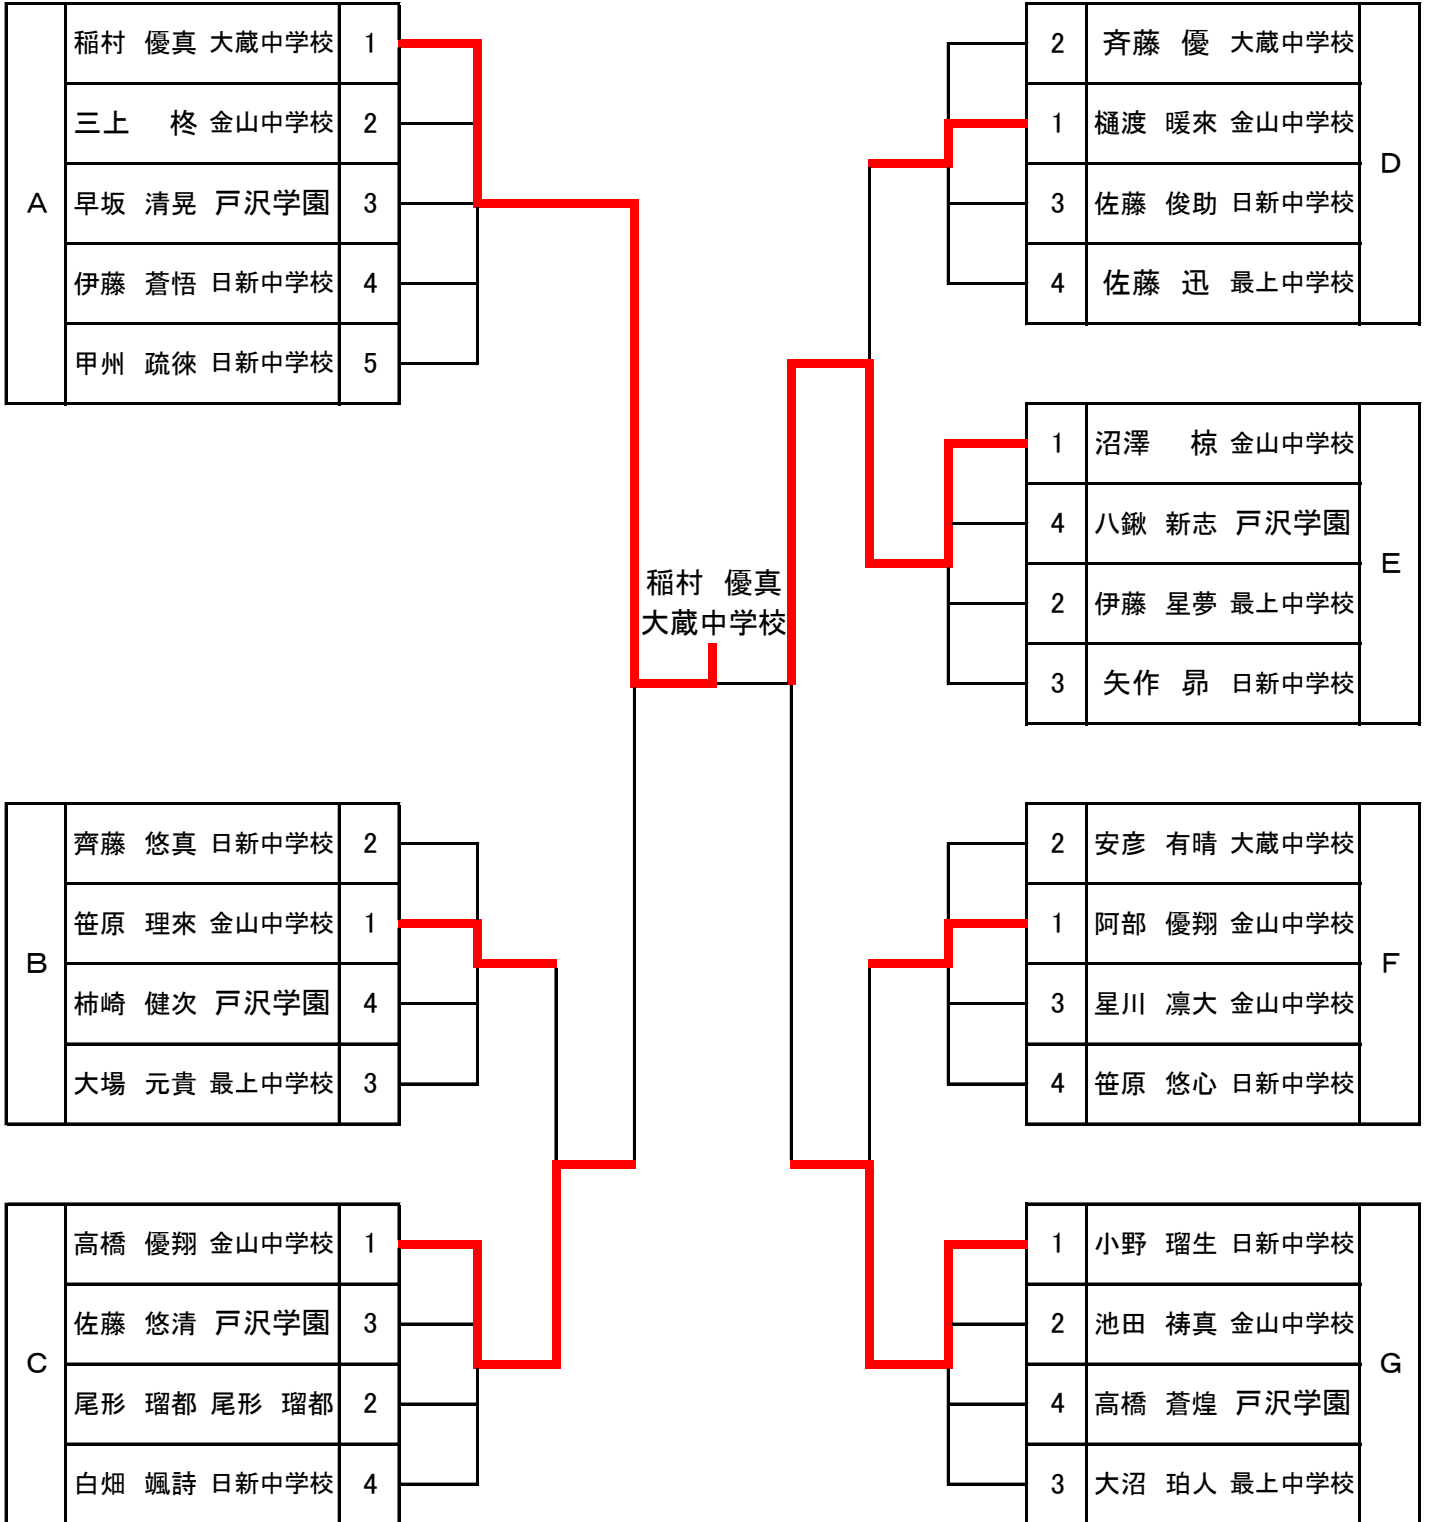 A
稲村 優真 大蔵中学校 1
三上 柊 金山中学校 2
早坂 清晃 戸沢学園 3
伊藤 蒼悟 日新中学校 4
甲州 疏徠 日新中学校 5
B
齊藤 悠真 日新中学校 2
笹原 理來 金山中学校 1
柿崎 健次 戸沢学園 4
大場 元貴 最上中学校 3
C
高橋 優翔 金山中学校 1
佐藤 悠清 戸沢学園 3
尾形 瑠都 尾形 瑠都 2
白畑 颯詩 日新中学校 4
稲村 優真
大蔵中学校
2 斉藤 優 大蔵中学校
1 樋渡 暖來 金山中学校
3 佐藤 俊助 日新中学校
4 佐藤 迅 最上中学校
D
1 沼澤 椋 金山中学校
4 八鍬 新志 戸沢学園
2 伊藤 星夢 最上中学校
3 矢作 昴 日新中学校
E
2 安彦 有晴 大蔵中学校
1 阿部 優翔 金山中学校
3 星川 凛大 金山中学校
4 笹原 悠心 日新中学校
F
1 小野 瑠生 日新中学校
2 池田 祷真 金山中学校
4 高橋 蒼煌 戸沢学園
3 大沼 珀人 最上中学校
G